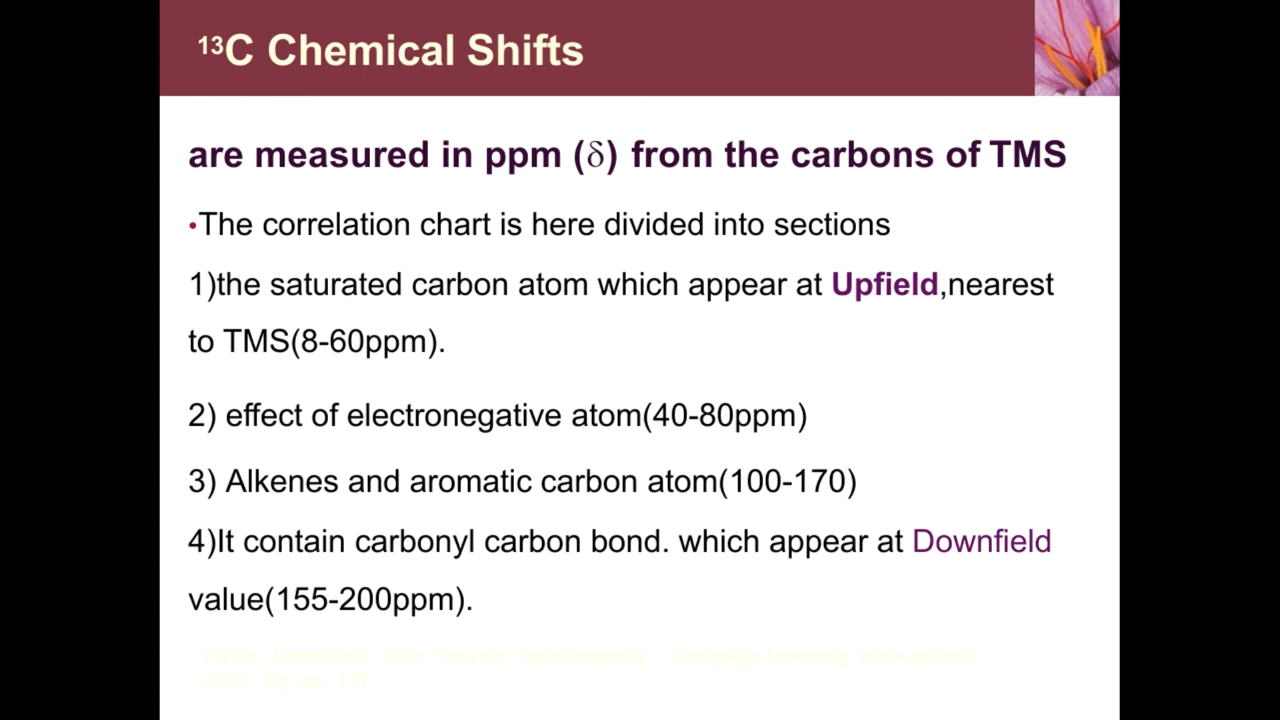 ¹³C Chemical Shifts
are measured in ppm (δ) from the carbons of TMS
•The correlation chart is here divided into sections
1)the saturated carbon atom which appear at Upfield,nearest
to TMS(8-60ppm).
2) effect of electronegative atom(40-80ppm)
3) Alkenes and aromatic carbon atom(100-170)
4)It contain carbonyl carbon bond. which appear at Downfield
value(155-200ppm).